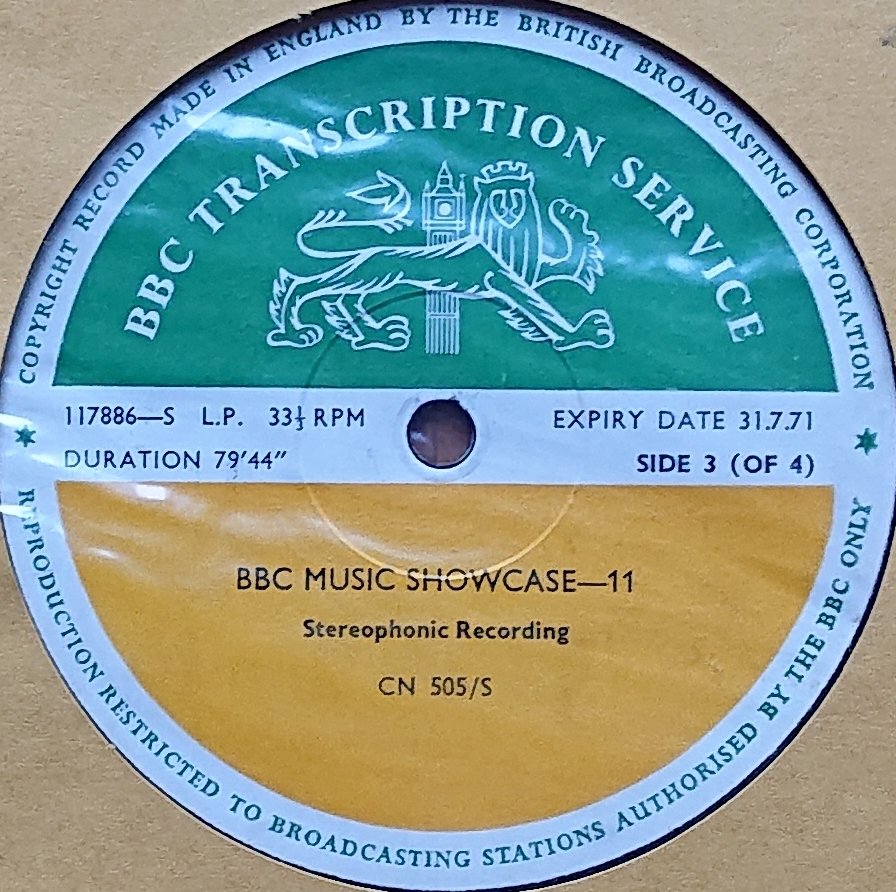 COPYRIGHT RECORD MADE IN ENGLAND BY THE BRITISH BROADCASTING CORPORATION
BBC TRANSCRIPTION SERVICE
117886—S L.P. 33⅓ RPM
EXPIRY DATE 31.7.71
DURATION 79′44″
SIDE 3 (OF 4)
BBC MUSIC SHOWCASE—11
Stereophonic Recording
CN 505/S
REPRODUCTION RESTRICTED TO BROADCASTING STATIONS AUTHORISED BY THE BBC ONLY